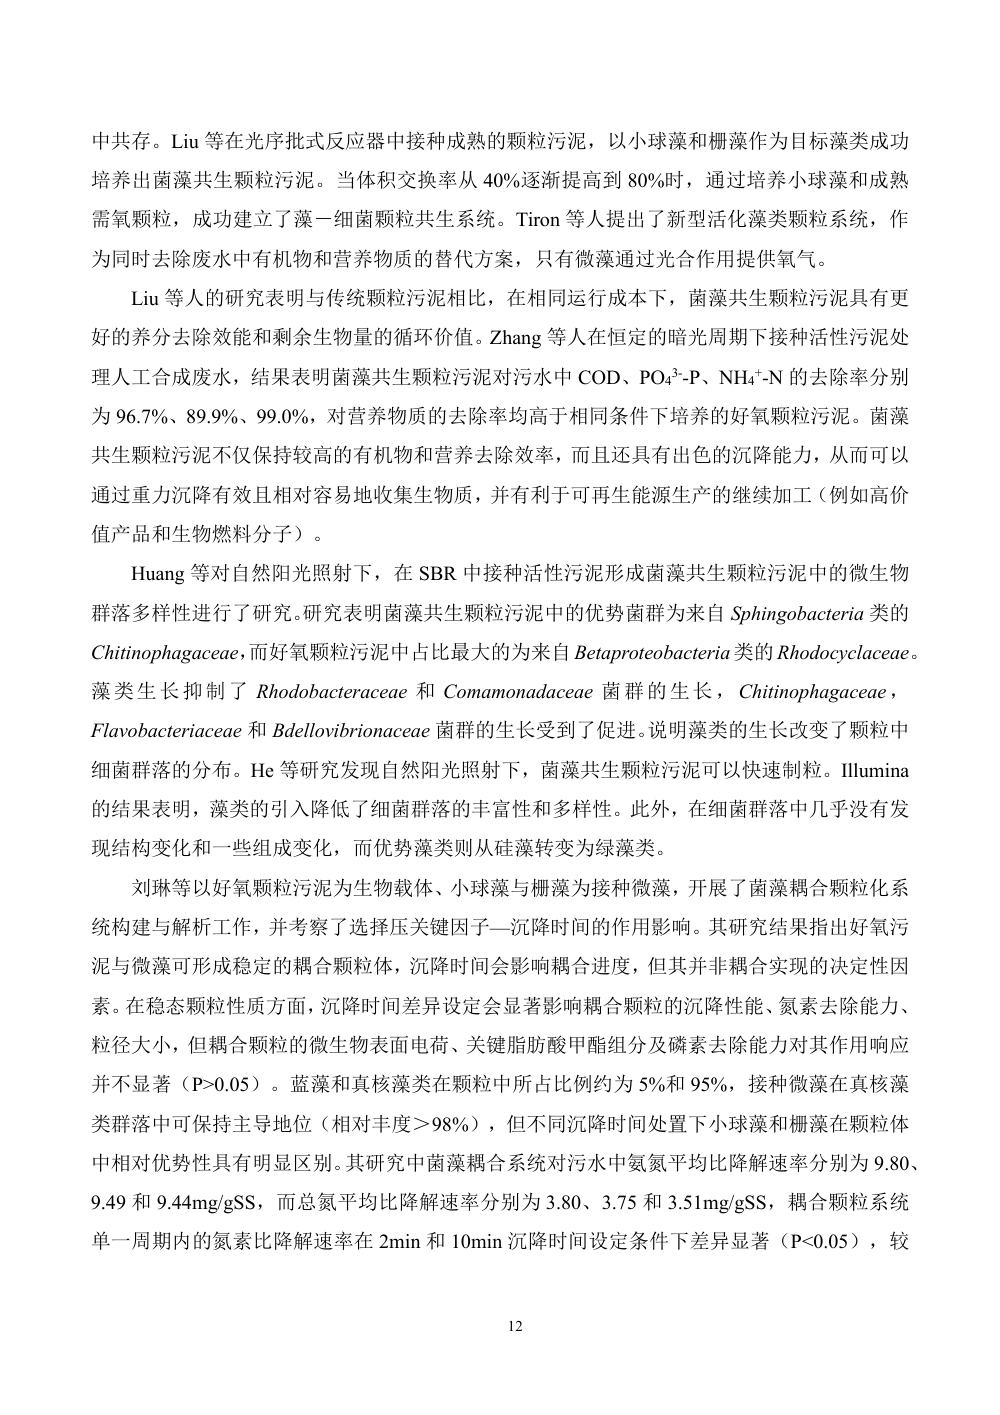 中共存。Liu 等在光序批式反应器中接种成熟的颗粒污泥，以小球藻和栅藻作为目标藻类成功
培养出菌藻共生颗粒污泥。当体积交换率从 40%逐渐提高到 80%时，通过培养小球藻和成熟
需氧颗粒，成功建立了藻－细菌颗粒共生系统。Tiron 等人提出了新型活化藻类颗粒系统，作
为同时去除废水中有机物和营养物质的替代方案，只有微藻通过光合作用提供氧气。
Liu 等人的研究表明与传统颗粒污泥相比，在相同运行成本下，菌藻共生颗粒污泥具有更
好的养分去除效能和剩余生物量的循环价值。Zhang 等人在恒定的暗光周期下接种活性污泥处
理人工合成废水，结果表明菌藻共生颗粒污泥对污水中 COD、PO₄³⁻-P、NH₄⁺-N 的去除率分别
为 96.7%、89.9%、99.0%，对营养物质的去除率均高于相同条件下培养的好氧颗粒污泥。菌藻
共生颗粒污泥不仅保持较高的有机物和营养去除效率，而且还具有出色的沉降能力，从而可以
通过重力沉降有效且相对容易地收集生物质，并有利于可再生能源生产的继续加工（例如高价
值产品和生物燃料分子）。
Huang 等对自然阳光照射下，在 SBR 中接种活性污泥形成菌藻共生颗粒污泥中的微生物
群落多样性进行了研究。研究表明菌藻共生颗粒污泥中的优势菌群为来自 Sphingobacteria 类的
Chitinophagaceae，而好氧颗粒污泥中占比最大的为来自 Betaproteobacteria 类的 Rhodocyclaceae。
藻类生长抑制了 Rhodobacteraceae 和 Comamonadaceae 菌群的生长，Chitinophagaceae，
Flavobacteriaceae 和 Bdellovibrionaceae 菌群的生长受到了促进。说明藻类的生长改变了颗粒中
细菌群落的分布。He 等研究发现自然阳光照射下，菌藻共生颗粒污泥可以快速制粒。Illumina
的结果表明，藻类的引入降低了细菌群落的丰富性和多样性。此外，在细菌群落中几乎没有发
现结构变化和一些组成变化，而优势藻类则从硅藻转变为绿藻类。
刘琳等以好氧颗粒污泥为生物载体、小球藻与栅藻为接种微藻，开展了菌藻耦合颗粒化系
统构建与解析工作，并考察了选择压关键因子—沉降时间的作用影响。其研究结果指出好氧污
泥与微藻可形成稳定的耦合颗粒体，沉降时间会影响耦合进度，但其并非耦合实现的决定性因
素。在稳态颗粒性质方面，沉降时间差异设定会显著影响耦合颗粒的沉降性能、氮素去除能力、
粒径大小，但耦合颗粒的微生物表面电荷、关键脂肪酸甲酯组分及磷素去除能力对其作用响应
并不显著（P>0.05）。蓝藻和真核藻类在颗粒中所占比例约为 5%和 95%，接种微藻在真核藻
类群落中可保持主导地位（相对丰度＞98%），但不同沉降时间处置下小球藻和栅藻在颗粒体
中相对优势性具有明显区别。其研究中菌藻耦合系统对污水中氨氮平均比降解速率分别为 9.80、
9.49 和 9.44mg/gSS，而总氮平均比降解速率分别为 3.80、3.75 和 3.51mg/gSS，耦合颗粒系统
单一周期内的氮素比降解速率在 2min 和 10min 沉降时间设定条件下差异显著（P<0.05），较
12